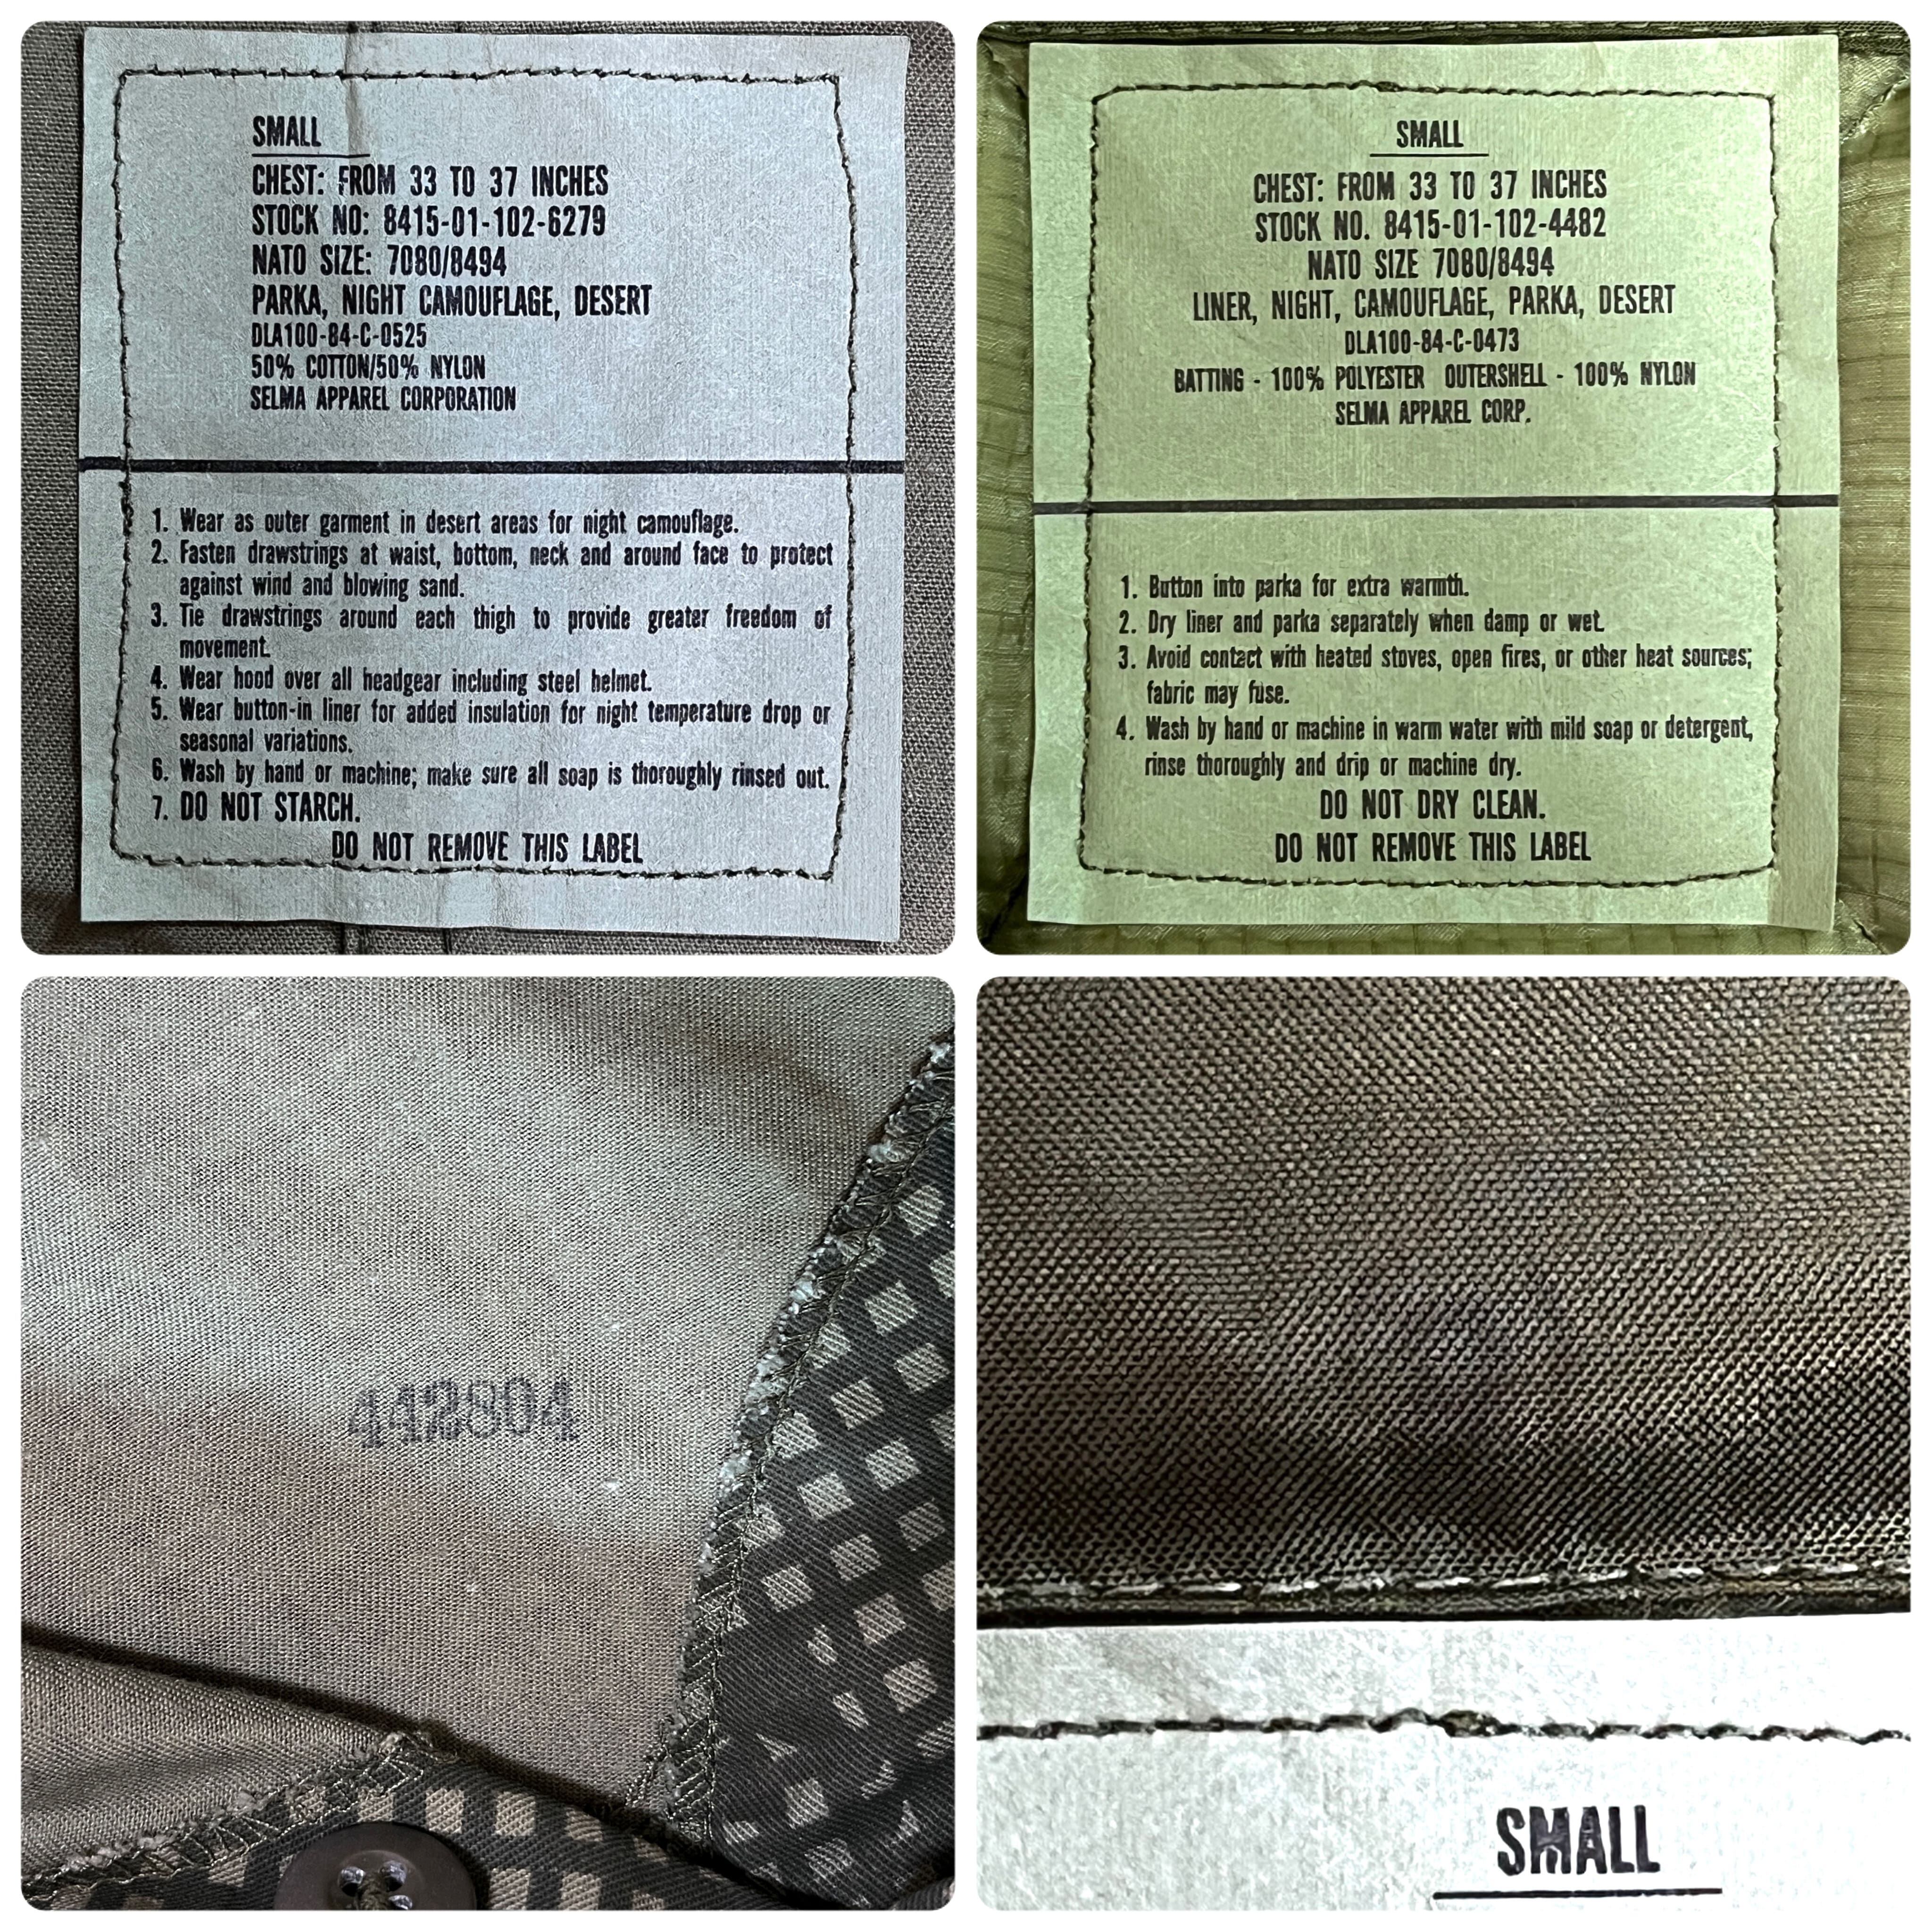 SMALL
CHEST: FROM 33 TO 37 INCHES
STOCK NO: 8415-01-102-6279
NATO SIZE: 7080/8494
PARKA, NIGHT CAMOUFLAGE, DESERT
DLA100-84-C-0525
50% COTTON/50% NYLON
SELMA APPAREL CORPORATION
1. Wear as outer garment in desert areas for night camouflage.
2. Fasten drawstrings at waist, bottom, neck and around face to protect
against wind and blowing sand.
3. Tie drawstrings around each thigh to provide greater freedom of
movement.
4. Wear hood over all headgear including steel helmet.
5. Wear button-in liner for added insulation for night temperature drop or
seasonal variations.
6. Wash by hand or machine; make sure all soap is thoroughly rinsed out.
7. DO NOT STARCH.
DO NOT REMOVE THIS LABEL
SMALL
CHEST: FROM 33 TO 37 INCHES
STOCK NO. 8415-01-102-4482
NATO SIZE 7080/8494
LINER, NIGHT, CAMOUFLAGE, PARKA, DESERT
DLA100-84-C-0473
BATTING - 100% POLYESTER OUTERSHELL - 100% NYLON
SELMA APPAREL CORP.
1. Button into parka for extra warmth.
2. Dry liner and parka separately when damp or wet.
3. Avoid contact with heated stoves, open fires, or other heat sources;
fabric may fuse.
4. Wash by hand or machine in warm water with mild soap or detergent,
rinse thoroughly and drip or machine dry.
DO NOT DRY CLEAN.
DO NOT REMOVE THIS LABEL
442804
SMALL